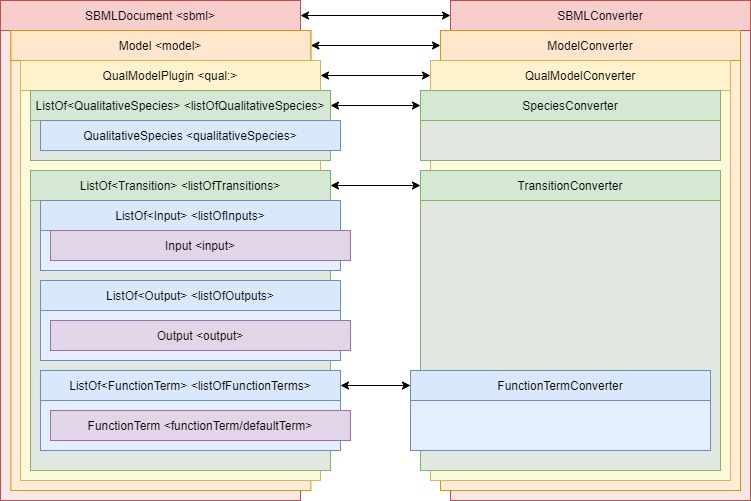 SBMLDocument <sbml>
SBMLConverter
Model <model>
ModelConverter
QualModelPlugin <qual:>
QualModelConverter
ListOf<QualitativeSpecies> <listOfQualitativeSpecies>
SpeciesConverter
QualitativeSpecies <qualitativeSpecies>
ListOf<Transition> <listOfTransitions>
TransitionConverter
ListOf<Input> <listOfInputs>
Input <input>
ListOf<Output> <listOfOutputs>
Output <output>
ListOf<FunctionTerm> <listOfFunctionTerms>
FunctionTermConverter
FunctionTerm <functionTerm/defaultTerm>